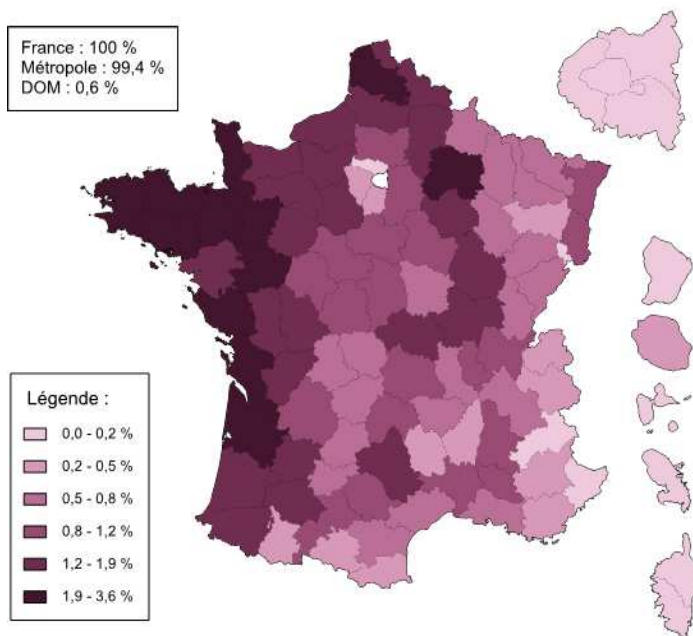 France : 100 %
Métropole : 99,4 %
DOM : 0,6 %
Légende :
0,0 - 0,2 %
0,2 - 0,5 %
0,5 - 0,8 %
0,8 - 1,2 %
1,2 - 1,9 %
1,9 - 3,6 %